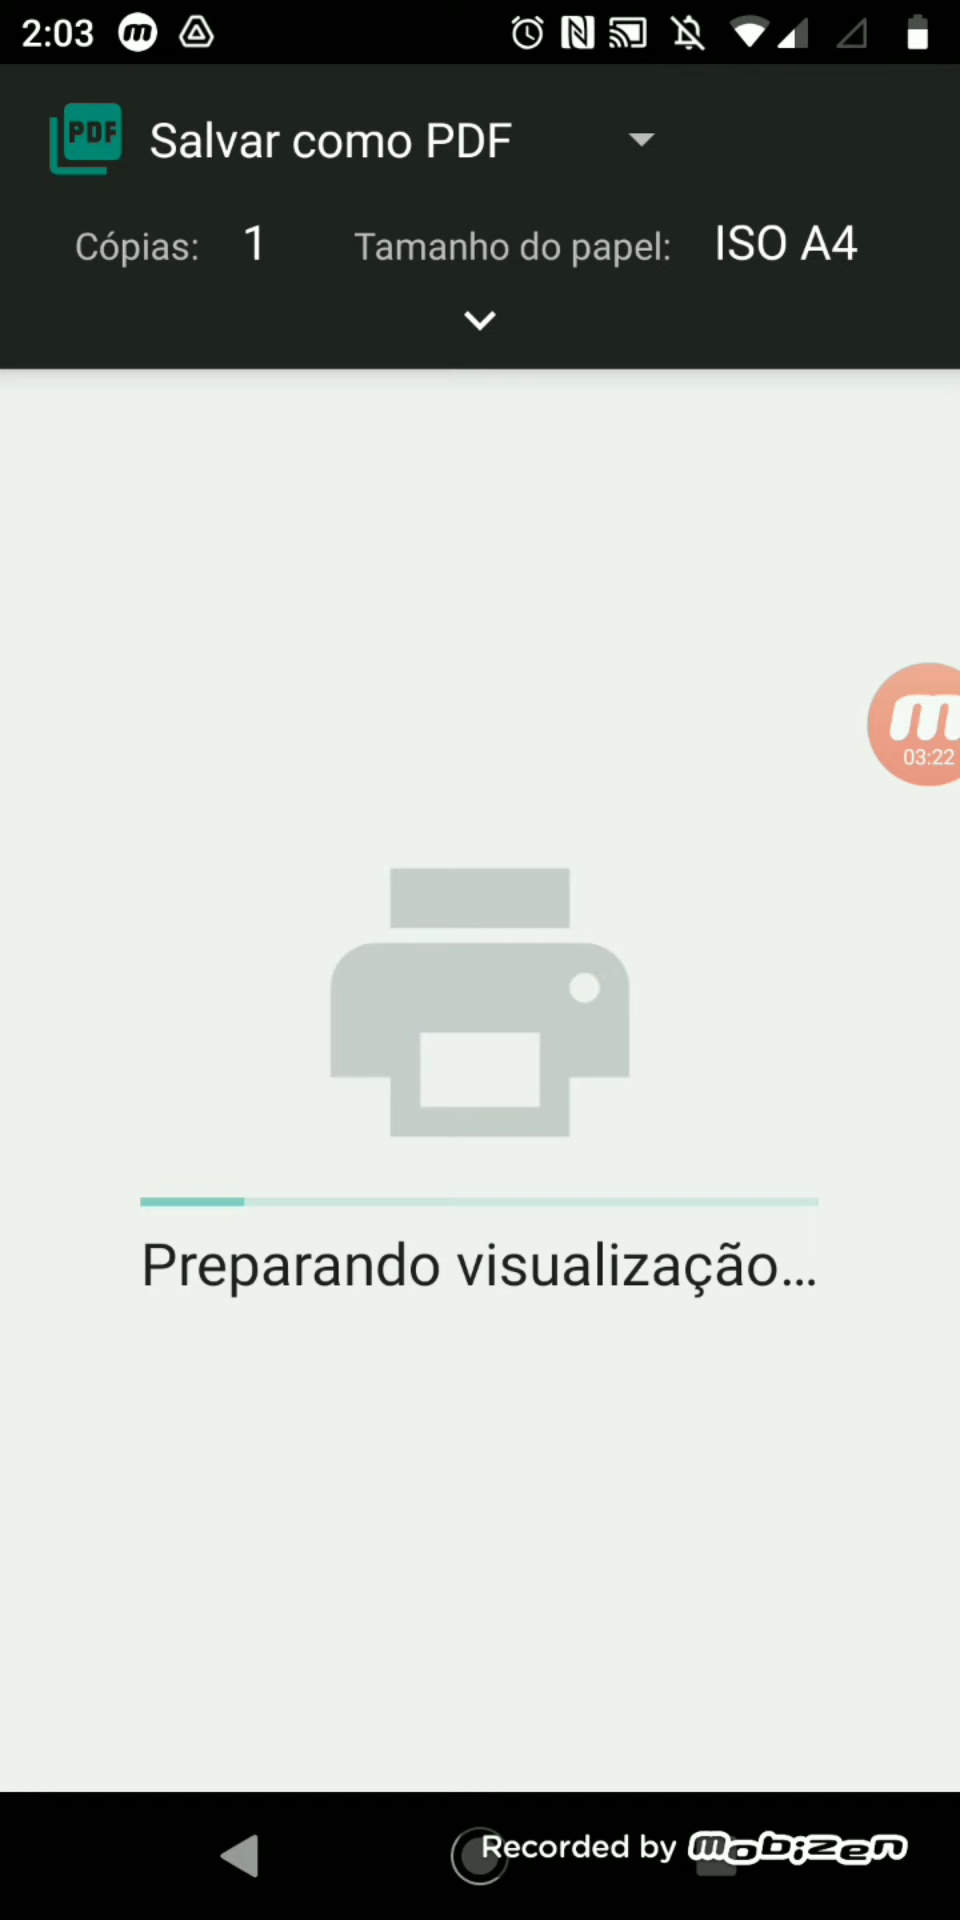 2:03
PDF Salvar como PDF
Cópias: 1 Tamanho do papel: ISO A4
m
03:22
Preparando visualização...
Recorded by mobizen